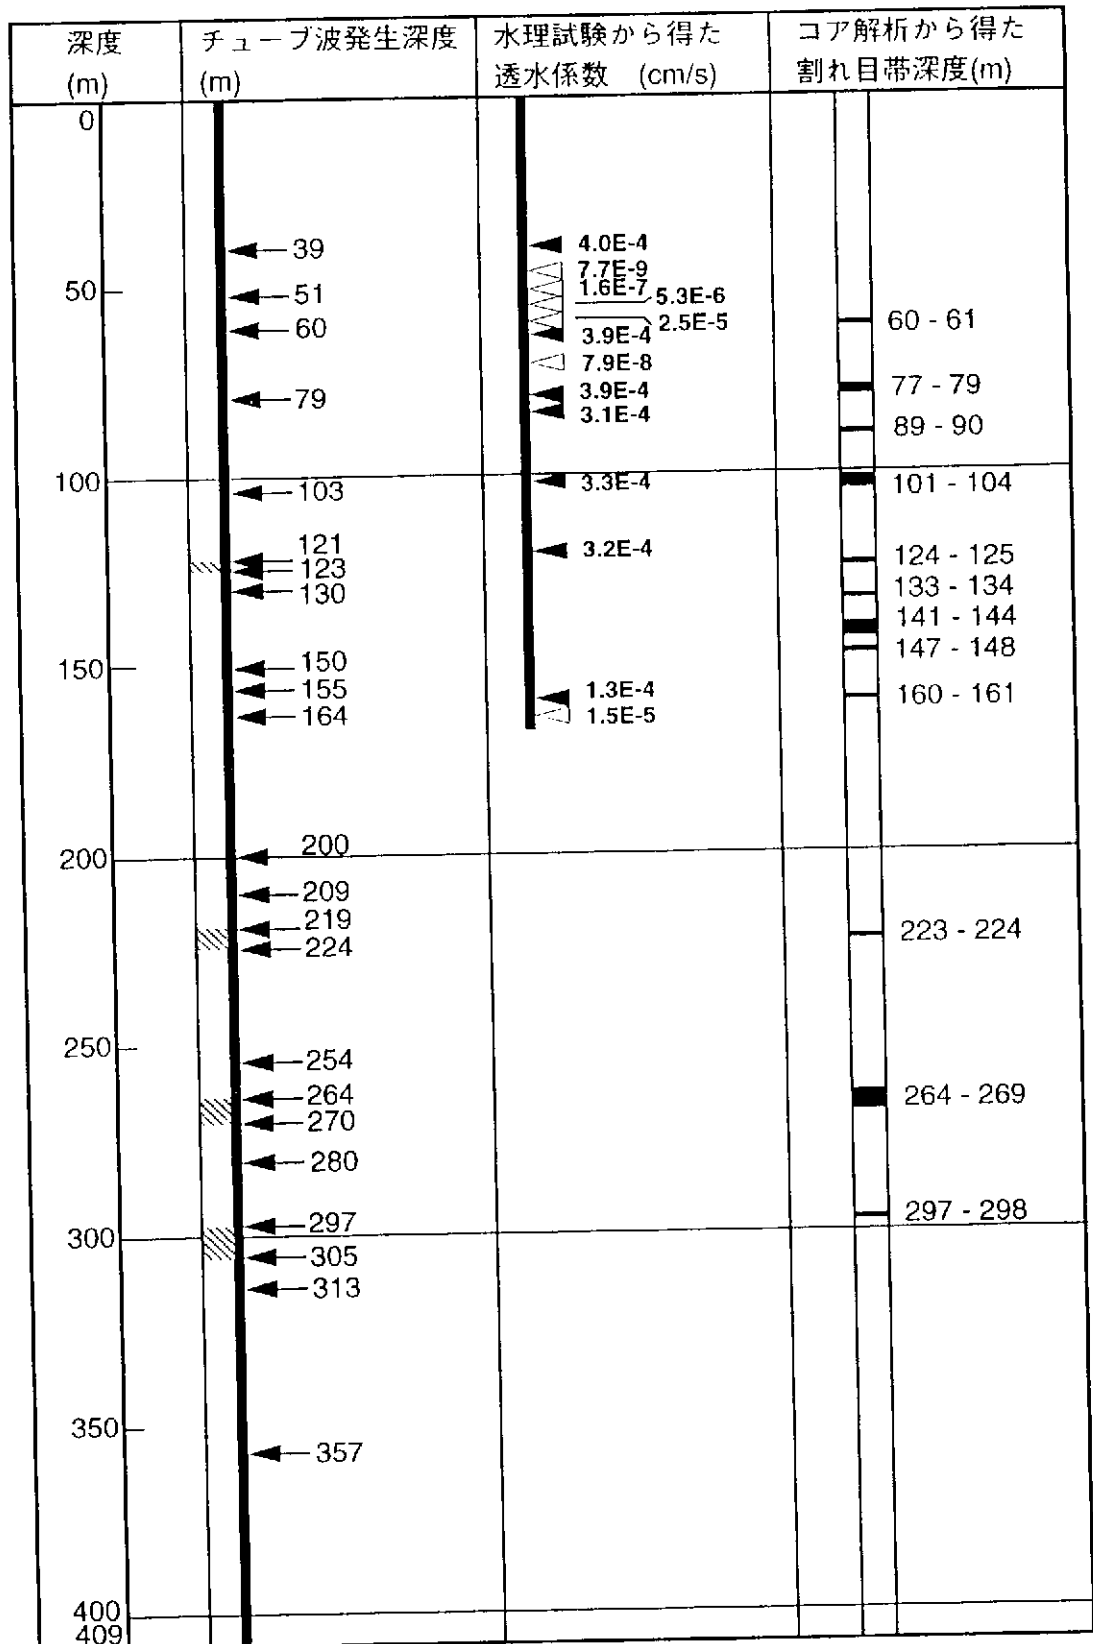 深度
(m)
チューブ波発生深度
(m)
水理試験から得た
透水係数 (cm/s)
コア解析から得た
割れ目帯深度(m)
0
50
100
150
200
250
300
350
400
409
39
51
60
79
103
121
123
130
150
155
164
200
209
219
224
254
264
270
280
297
305
313
357
4.0E-4
7.7E-9
1.6E-7
5.3E-6
2.5E-5
3.9E-4
7.9E-8
3.9E-4
3.1E-4
3.3E-4
3.2E-4
1.3E-4
1.5E-5
60 - 61
77 - 79
89 - 90
101 - 104
124 - 125
133 - 134
141 - 144
147 - 148
160 - 161
223 - 224
264 - 269
297 - 298